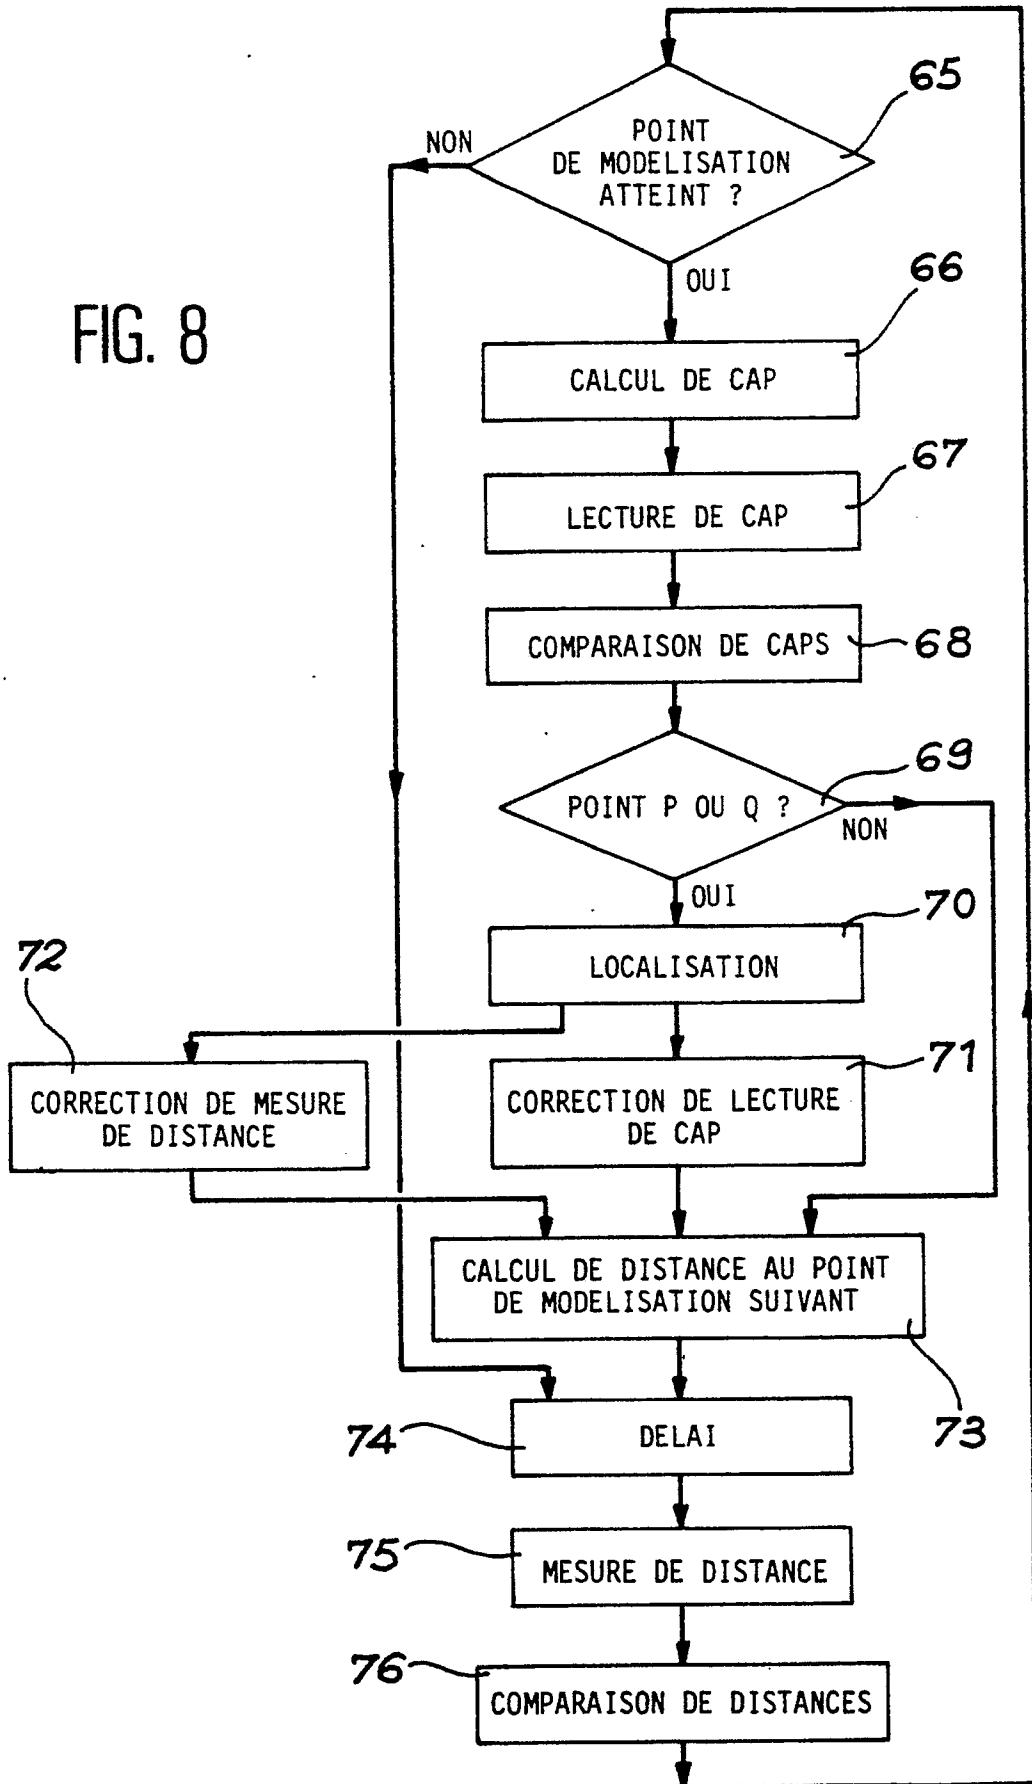 65
POINT
DE MODELISATION
ATTEINT ?
NON
OUI
66
FIG. 8
CALCUL DE CAP
67
LECTURE DE CAP
COMPARAISON DE CAPS
68
69
POINT P OU Q ?
NON
OUI
70
LOCALISATION
72
71
CORRECTION DE MESURE
DE DISTANCE
CORRECTION DE LECTURE
DE CAP
CALCUL DE DISTANCE AU POINT
DE MODELISATION SUIVANT
73
74
DELAI
75
MESURE DE DISTANCE
76
COMPARAISON DE DISTANCES